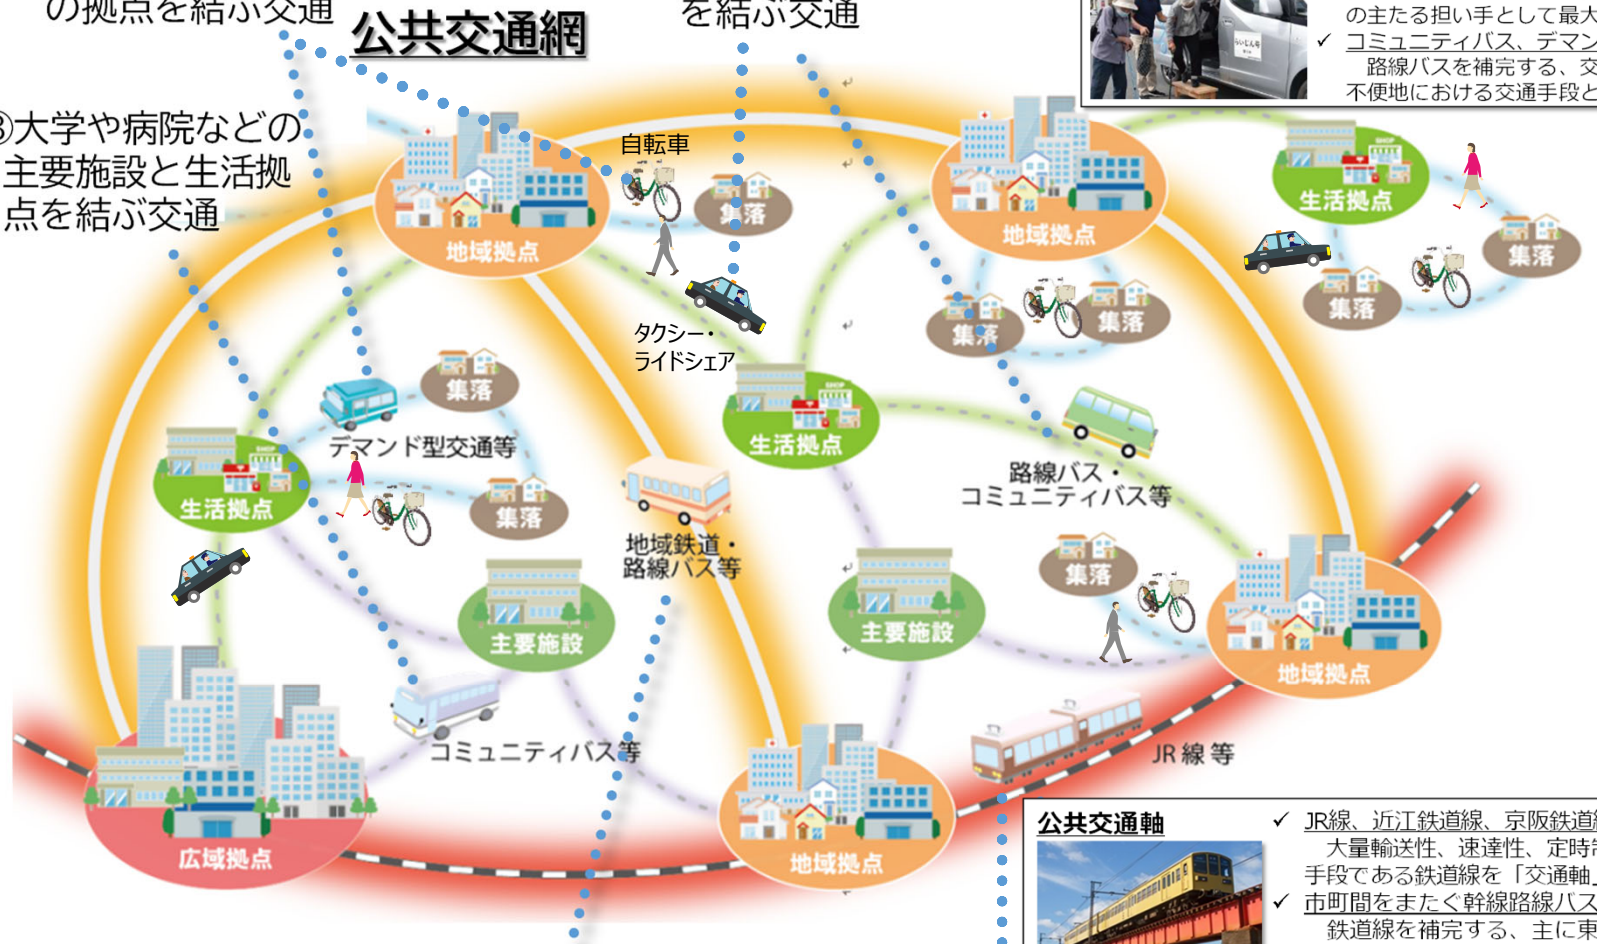 の拠点を結ぶ交通
公共交通網
を結ぶ交通
の主たる担い手として最大
✓ コミュニティバス、デマン
路線バスを補完する、交
不便地における交通手段と
③大学や病院などの
主要施設と生活拠
点を結ぶ交通
自転車
集落
地域拠点
地域拠点
生活拠点
集落
集落
集落
集落
タクシー・
ライドシェア
集落
デマンド型交通等
生活拠点
生活拠点
集落
路線バス・
コミュニティバス等
地域鉄道・
路線バス等
集落
主要施設
主要施設
地域拠点
コミュニティバス等
JR線等
広域拠点
地域拠点
公共交通軸
✓ JR線、近江鉄道線、京阪鉄道
大量輸送性、速達性、定時
手段である鉄道線を「交通軸」
✓ 市町間をまたぐ幹線路線バス
鉄道線を補完する、主に東